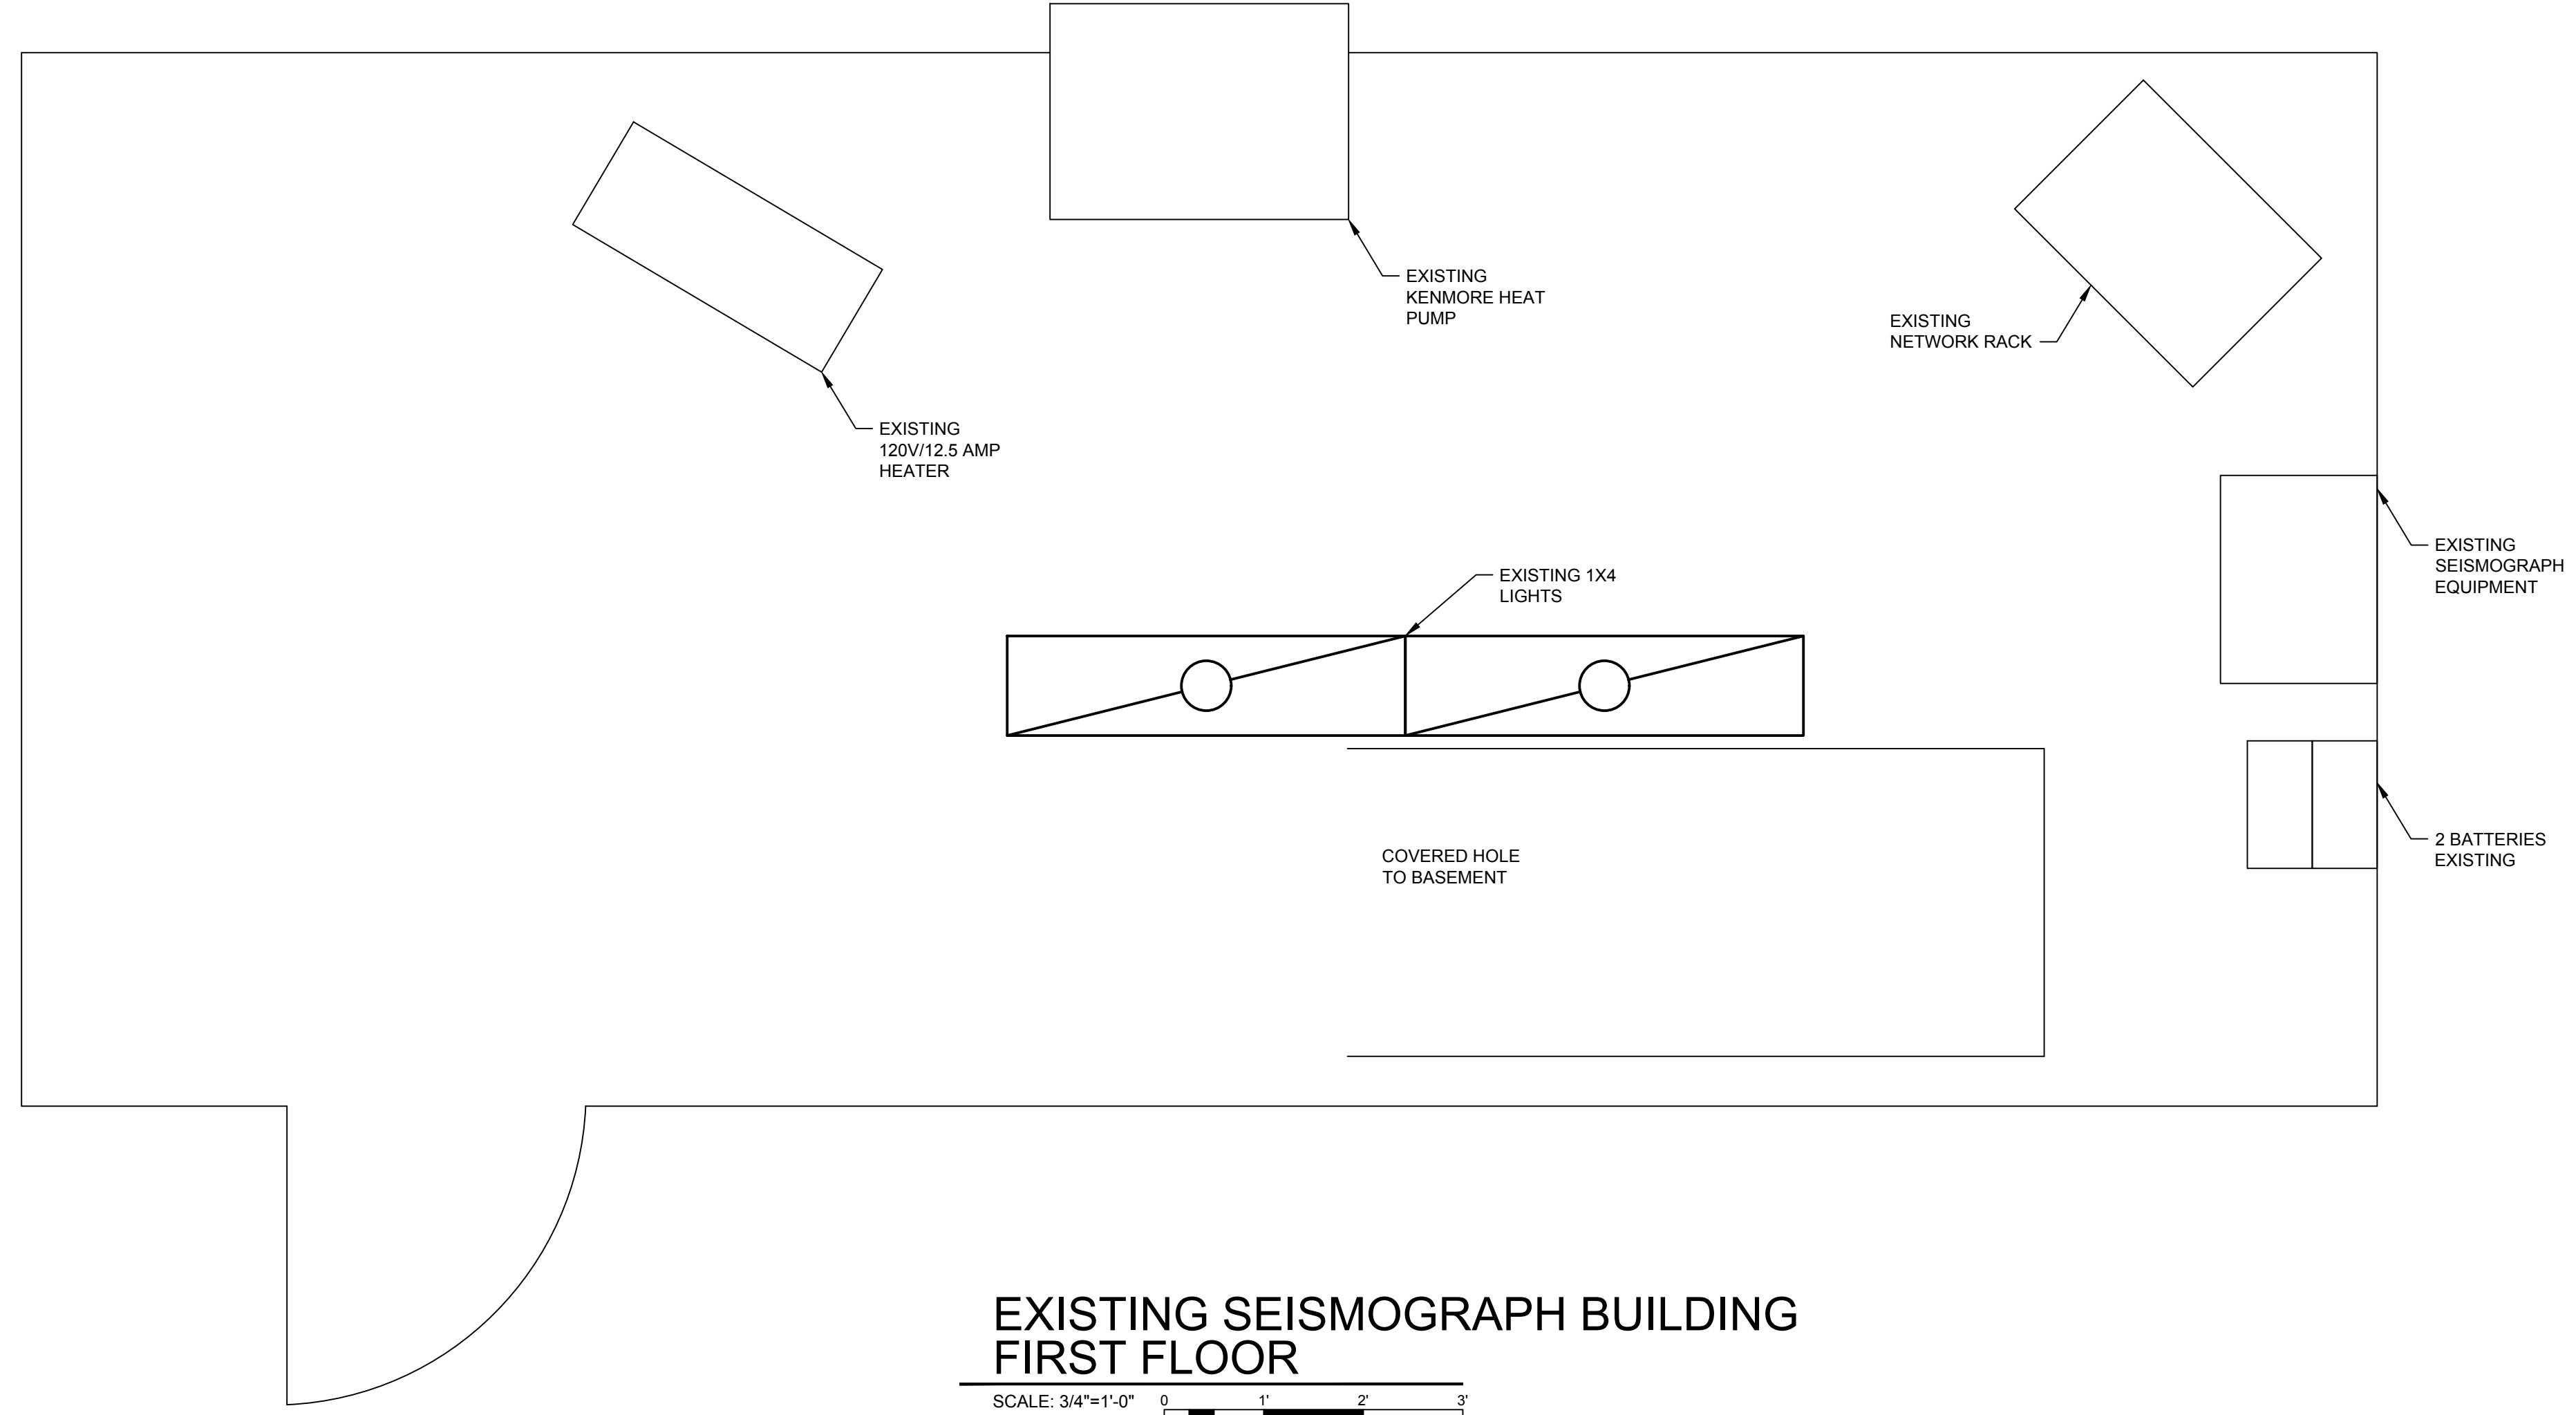 EXISTING
KENMORE HEAT
PUMP
EXISTING
NETWORK RACK
EXISTING
120V/12.5 AMP
HEATER
EXISTING
SEISMOGRAPH
EQUIPMENT
EXISTING 1X4
LIGHTS
2 BATTERIES
EXISTING
COVERED HOLE
TO BASEMENT
EXISTING SEISMOGRAPH BUILDING
FIRST FLOOR
SCALE: 3/4"=1'-0" 0 1' 2' 3'